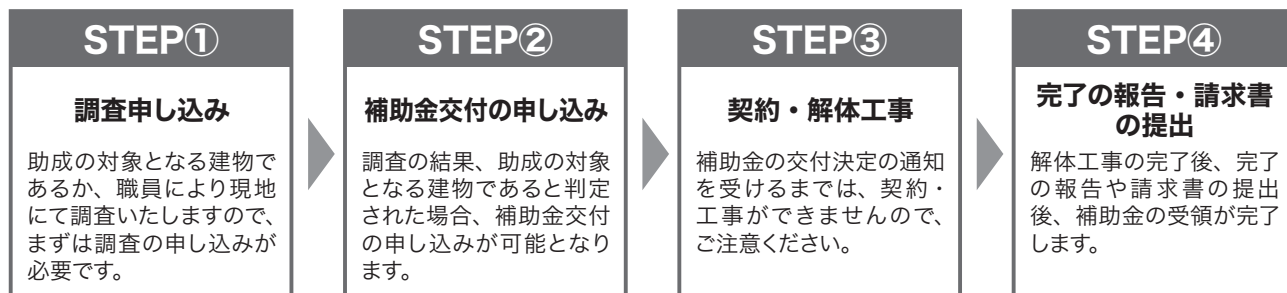 STEP①
調査申し込み
助成の対象となる建物で
あるか、職員により現地
にて調査いたしますので、
まずは調査の申し込みが
必要です。
STEP②
補助金交付の申し込み
調査の結果、助成の対象
となる建物であると判定
された場合、補助金交付
の申し込みが可能となり
ます。
STEP③
契約・解体工事
補助金の交付決定の通知
を受けるまでは、契約・
工事ができませんので、
ご注意ください。
STEP④
完了の報告・請求書
の提出
解体工事の完了後、完了
の報告や請求書の提出
後、補助金の受領が完了
します。